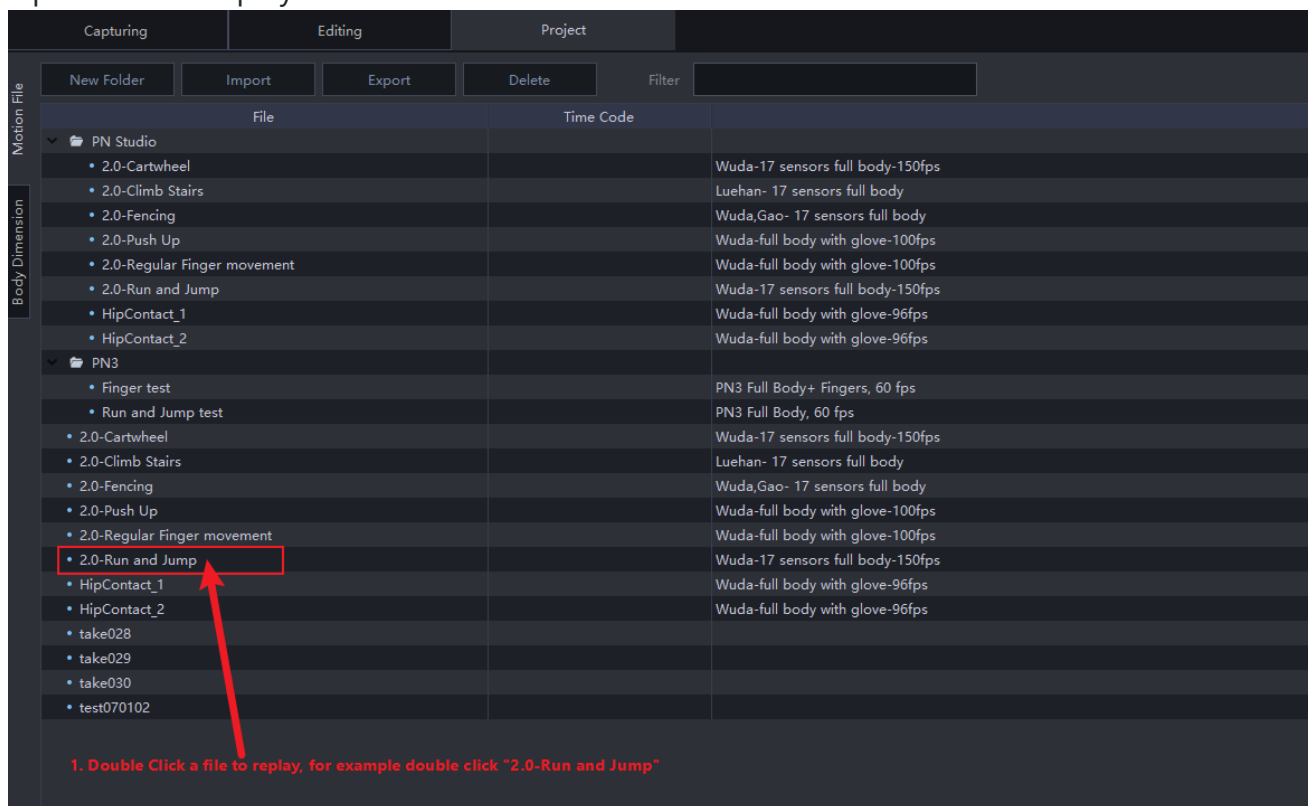 Capturing Editing Project
New Folder Import Export Delete Filter
Motion File
Body Dimension
File Time Code
PN Studio
• 2.0-Cartwheel Wuda-17 sensors full body-150fps
• 2.0-Climb Stairs Luehan- 17 sensors full body
• 2.0-Fencing Wuda,Gao- 17 sensors full body
• 2.0-Push Up Wuda-full body with glove-100fps
• 2.0-Regular Finger movement Wuda-full body with glove-100fps
• 2.0-Run and Jump Wuda-17 sensors full body-150fps
• HipContact_1 Wuda-full body with glove-96fps
• HipContact_2 Wuda-full body with glove-96fps
PN3
• Finger test PN3 Full Body+ Fingers, 60 fps
• Run and Jump test PN3 Full Body, 60 fps
• 2.0-Cartwheel Wuda-17 sensors full body-150fps
• 2.0-Climb Stairs Luehan- 17 sensors full body
• 2.0-Fencing Wuda,Gao- 17 sensors full body
• 2.0-Push Up Wuda-full body with glove-100fps
• 2.0-Regular Finger movement Wuda-full body with glove-100fps
• 2.0-Run and Jump Wuda-17 sensors full body-150fps
• HipContact_1 Wuda-full body with glove-96fps
• HipContact_2 Wuda-full body with glove-96fps
• take028
• take029
• take030
• test070102
1. Double Click a file to replay, for example double click "2.0-Run and Jump"